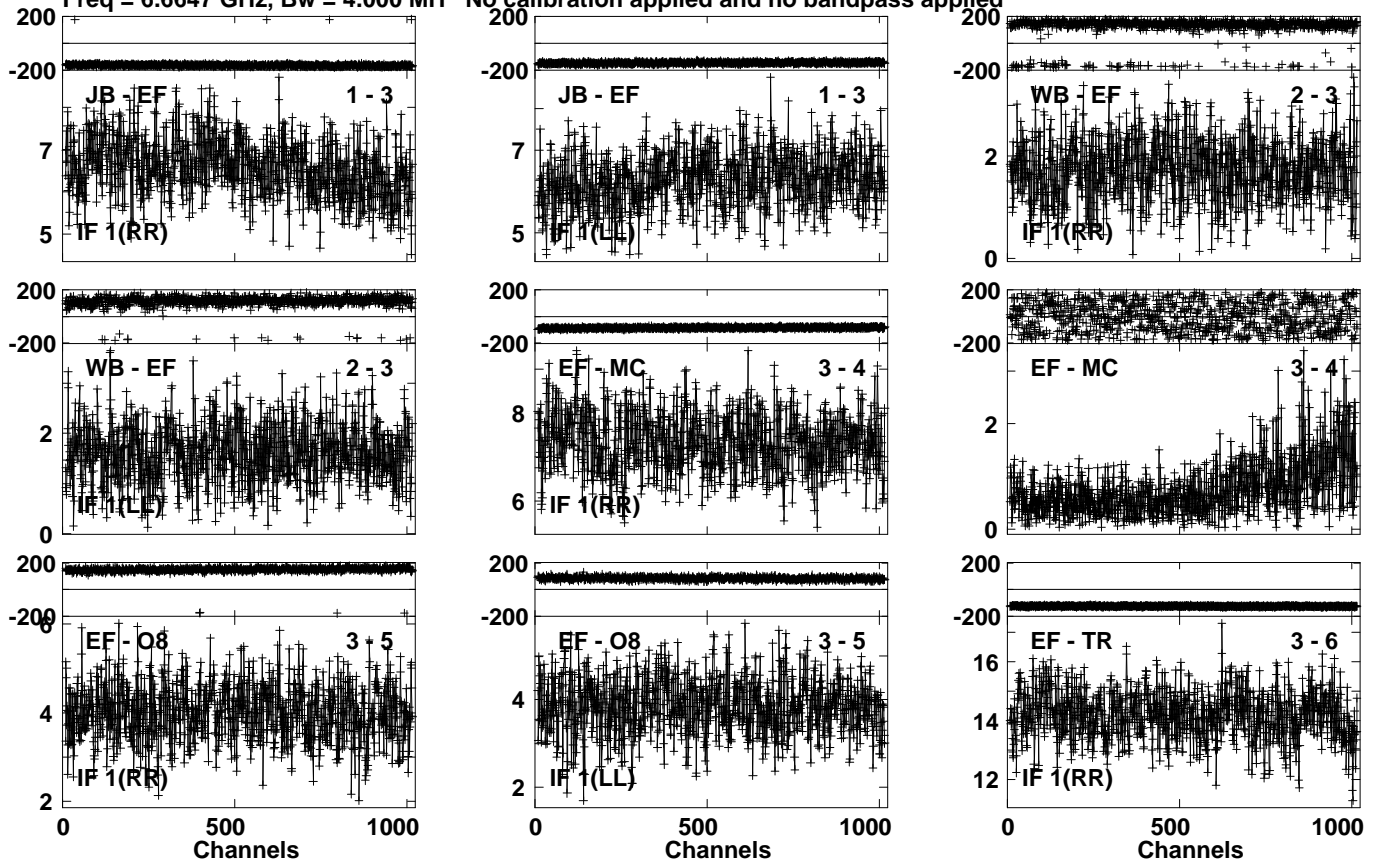 Freq = 6.6647 GHz, Bw = 4.000 MH No calibration applied and no bandpass applied
200
-200
JB - EF 1 - 3
7
5
IF 1(RR)
200
-200
JB - EF 1 - 3
7
5
IF 1(LL)
200
-200
WB - EF 2 - 3
2
0
IF 1(RR)
200
-200
WB - EF 2 - 3
2
0
IF 1(LL)
200
-200
EF - MC 3 - 4
8
6
IF 1(RR)
200
-200
EF - MC 3 - 4
2
0
200
-200
6
EF - O8 3 - 5
4
2
IF 1(RR)
0 500 1000
Channels
200
-200
EF - O8 3 - 5
4
2
IF 1(LL)
0 500 1000
Channels
200
-200
EF - TR 3 - 6
16
14
12
IF 1(RR)
0 500 1000
Channels